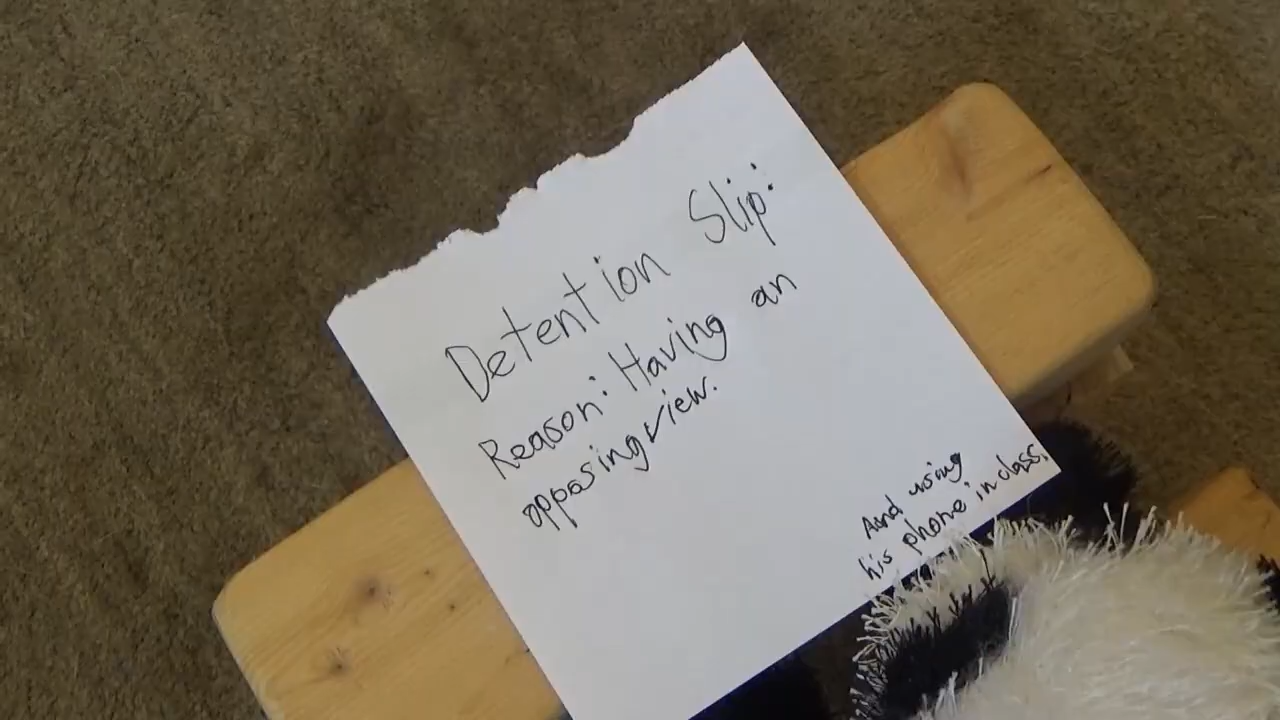 Detention Slip:
Reason: Having an
opposing view.
And using
his phone in class.